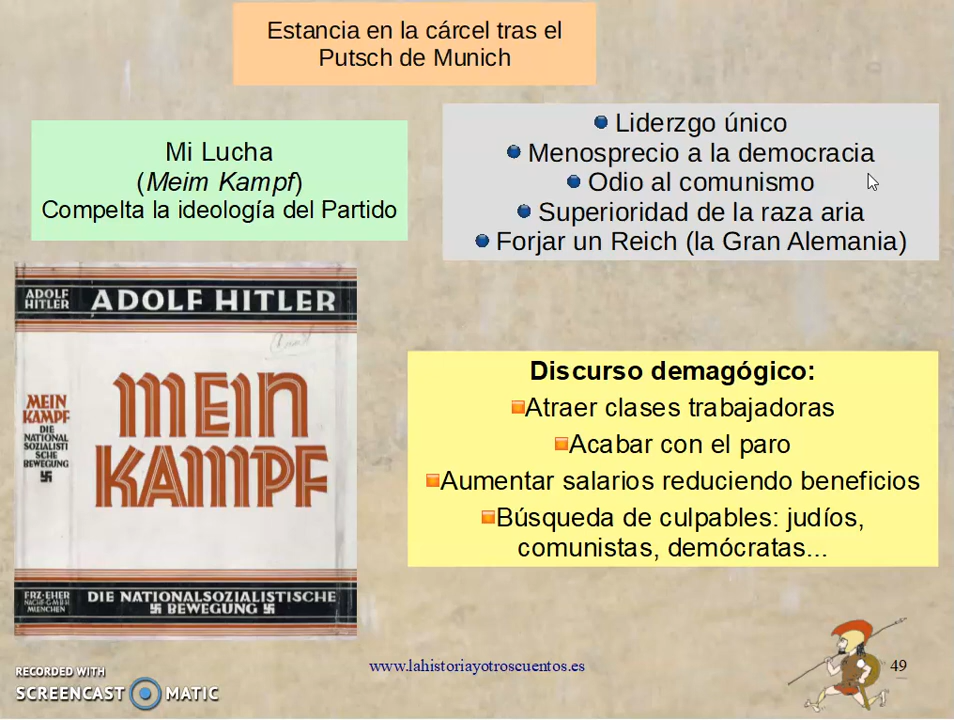 Estancia en la cárcel tras el
Putsch de Munich
Mi Lucha
(Meim Kampf)
Compelta la ideología del Partido
Liderzgo único
Menosprecio a la democracia
Odio al comunismo
Superioridad de la raza aria
Forjar un Reich (la Gran Alemania)
ADOLF
HITLER
ADOLF HITLER
MEIN
KAMPF
DIE
NATIONAL
SOZIALISTI
SCHE
BEWEGUNG
MEIN
KAMPF
FRZ·EHER
NACHF·G·M·B·H
MUENCHEN
DIE NATIONALSOZIALISTISCHE
BEWEGUNG
Discurso demagógico:
Atraer clases trabajadoras
Acabar con el paro
Aumentar salarios reduciendo beneficios
Búsqueda de culpables: judíos,
comunistas, demócratas...
RECORDED WITH
SCREENCAST MATIC
www.lahistoriayotroscuentos.es
49